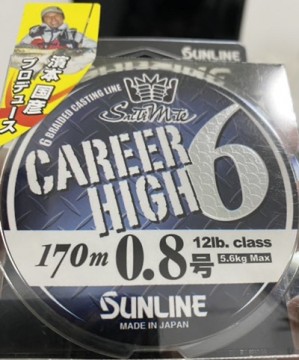 SUNLINE
濱本国彦
プロデュース
SaltiMate
6 BRAIDED CASTING LINE
CAREER
HIGH 6
170m 0.8号
12lb. class
5.6kg Max
SUNLINE
MADE IN JAPAN